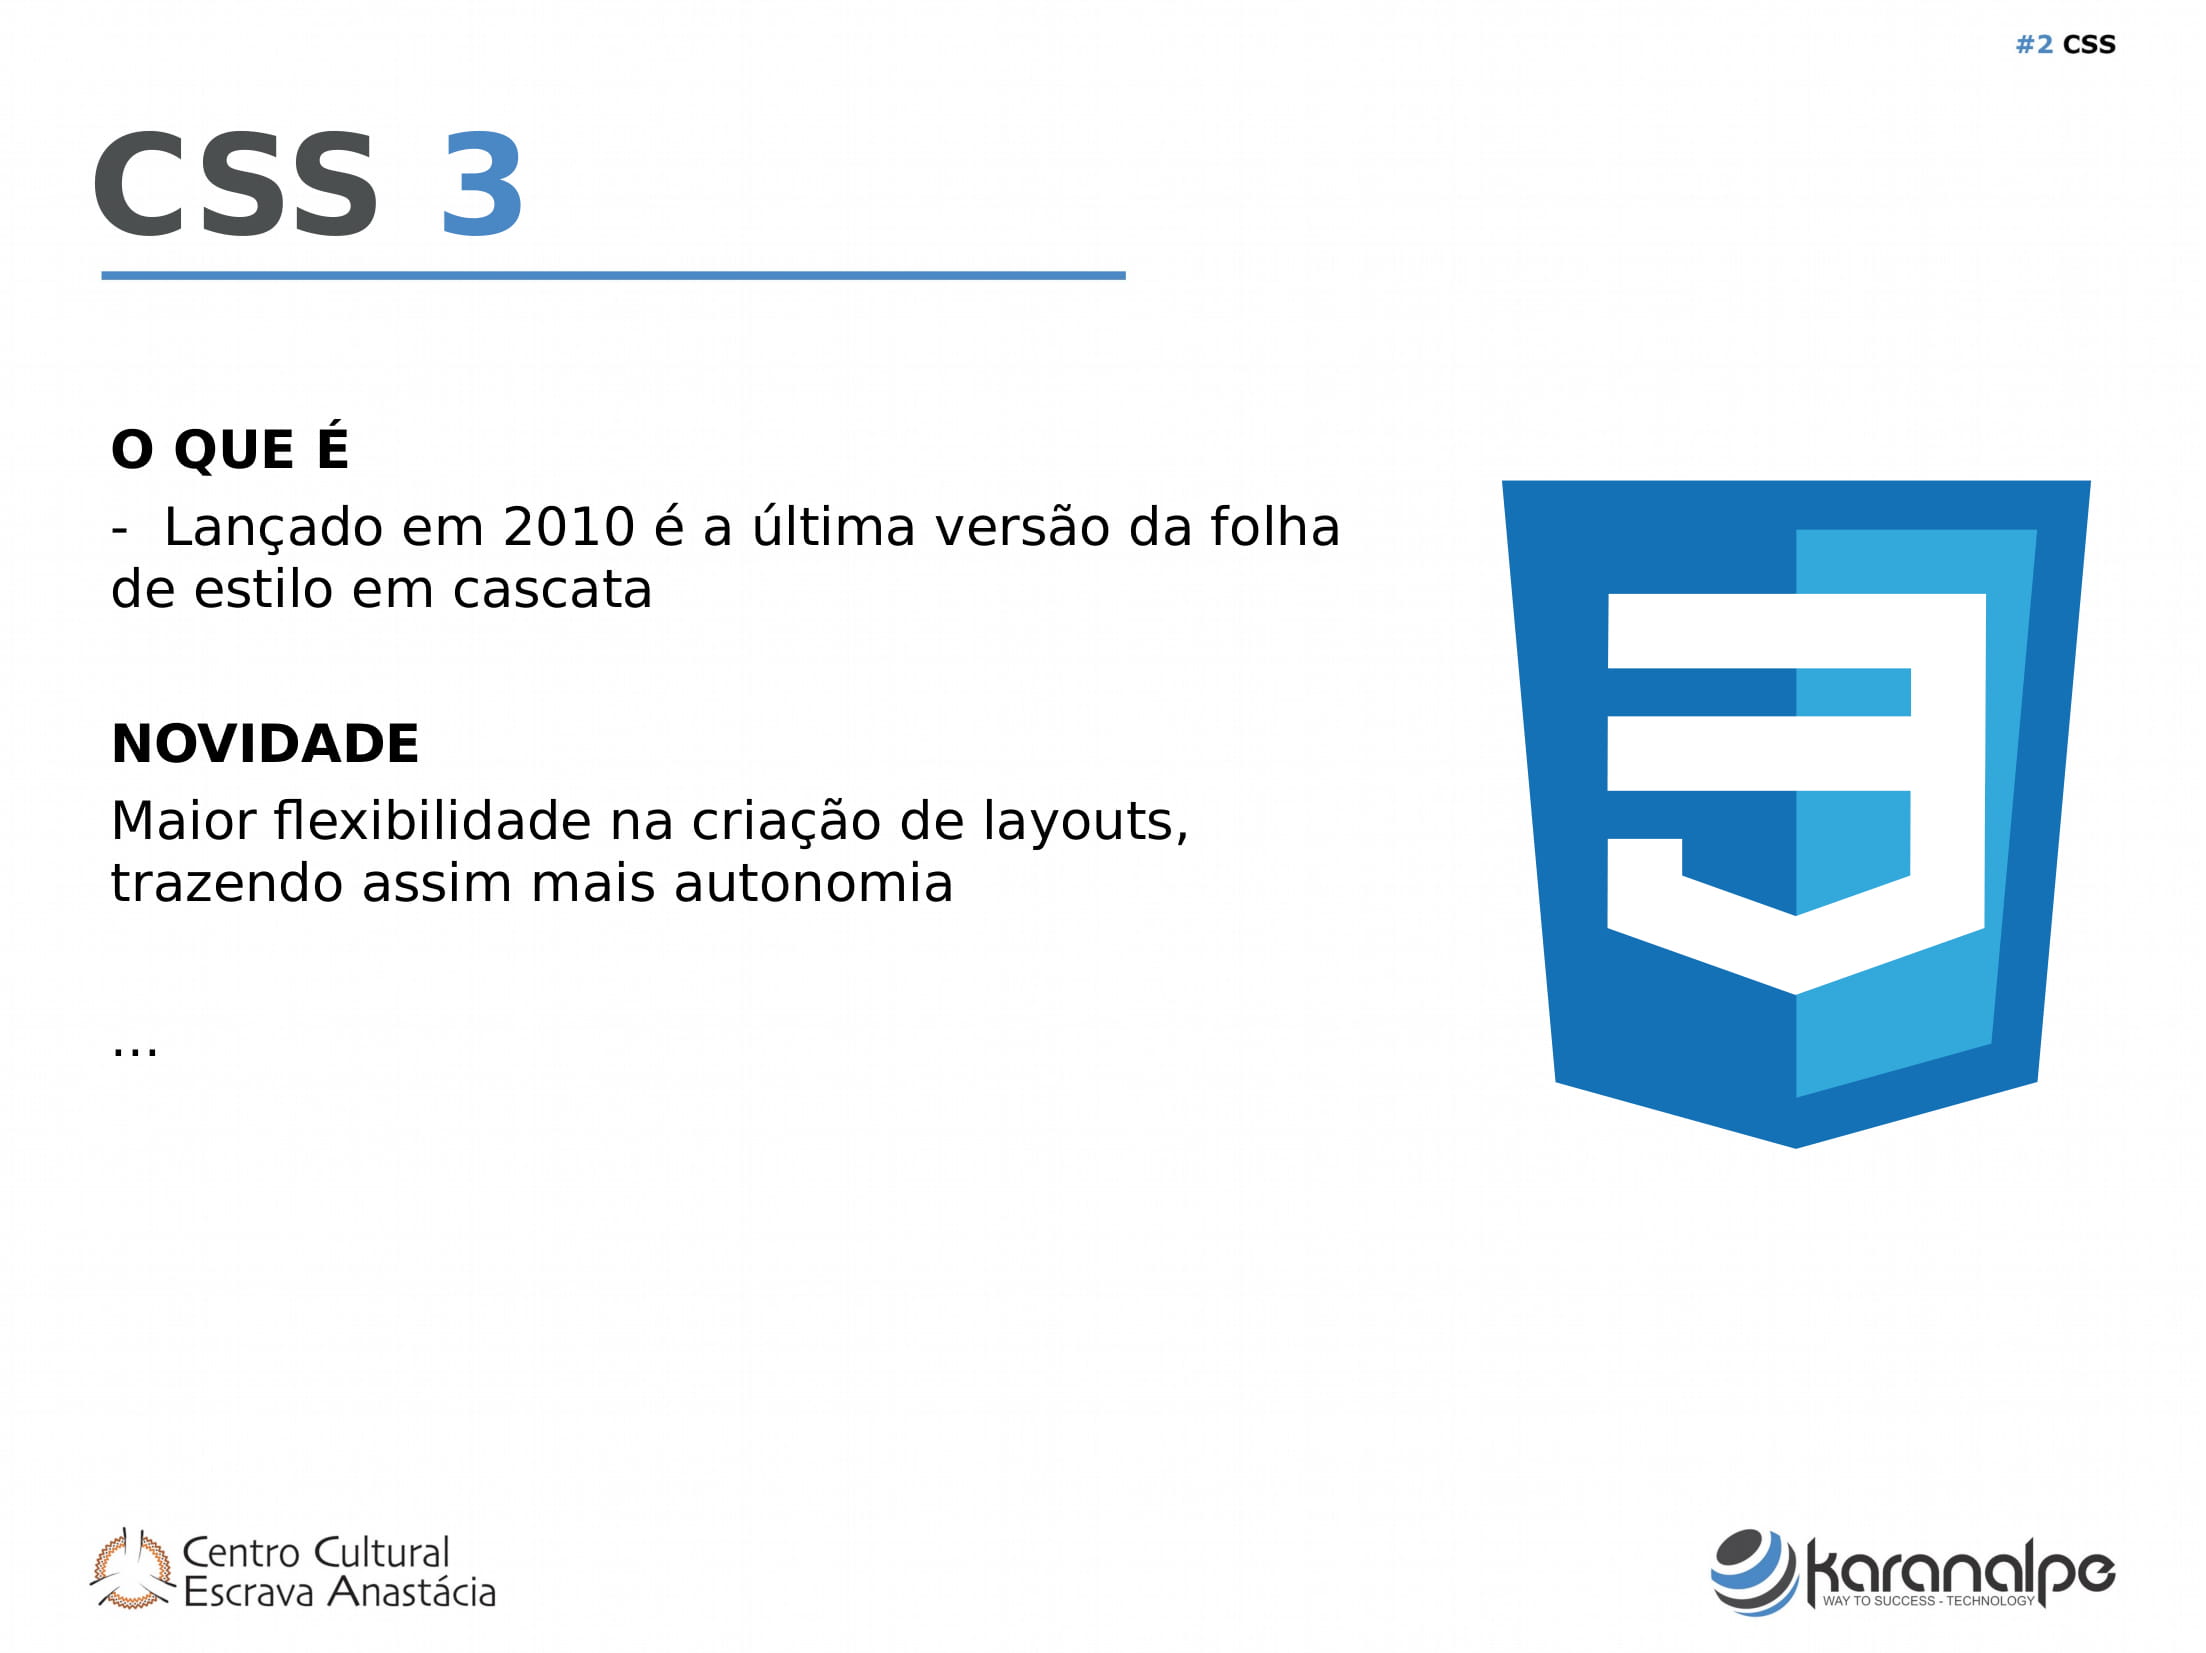 #2 CSS
CSS 3
O QUE É
- Lançado em 2010 é a última versão da folha
de estilo em cascata
NOVIDADE
Maior flexibilidade na criação de layouts,
trazendo assim mais autonomia
...
Centro Cultural
Escrava Anastácia
karanalpe
WAY TO SUCCESS - TECHNOLOGY